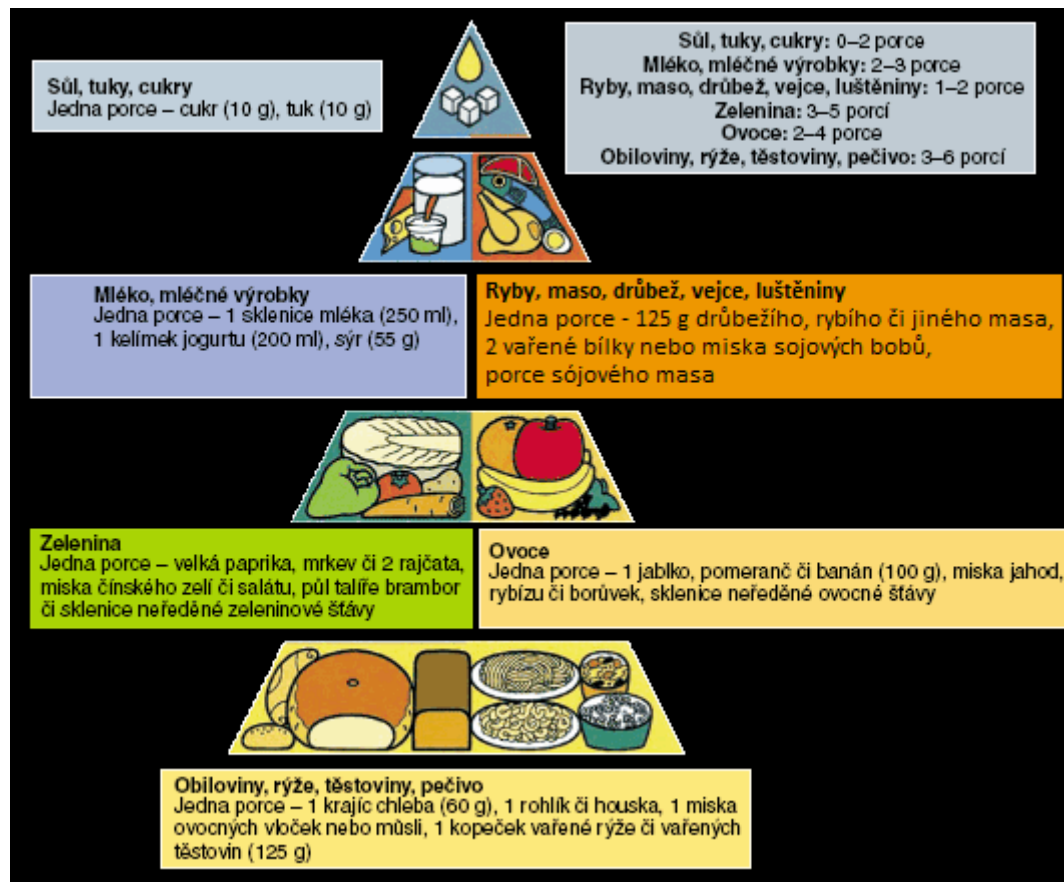 Sůl, tuky, cukry
Jedna porce – cukr (10 g), tuk (10 g)
Sůl, tuky, cukry: 0–2 porce
Mléko, mléčné výrobky: 2–3 porce
Ryby, maso, drůbež, vejce, luštěniny: 1–2 porce
Zelenina: 3–5 porcí
Ovoce: 2–4 porce
Obiloviny, rýže, těstoviny, pečivo: 3–6 porcí
Mléko, mléčné výrobky
Jedna porce – 1 sklenice mléka (250 ml),
1 kelímek jogurtu (200 ml), sýr (55 g)
Ryby, maso, drůbež, vejce, luštěniny
Jedna porce - 125 g drůbežího, rybího či jiného masa,
2 vařené bílky nebo miska sojových bobů,
porce sójového masa
Zelenina
Jedna porce – velká paprika, mrkev či 2 rajčata,
miska čínského zelí či salátu, půl talíře brambor
či sklenice neředěné zeleninové šťávy
Ovoce
Jedna porce – 1 jablko, pomeranč či banán (100 g), miska jahod,
rybízu či borůvek, sklenice neředěné ovocné šťávy
Obiloviny, rýže, těstoviny, pečivo
Jedna porce – 1 krajíc chleba (60 g), 1 rohlík či houska, 1 miska
ovocných vloček nebo műsli, 1 kopeček vařené rýže či vařených
těstovin (125 g)